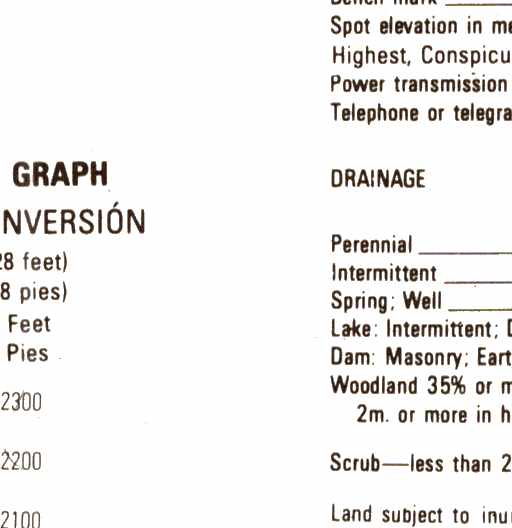 GRAPH
NVERSIÓN
28 feet)
8 pies)
Feet
Pies
2300
2200
2100
Bench mark
Spot elevation in me
Highest, Conspicu
Power transmission
Telephone or telegra
DRAINAGE
Perennial
Intermittent
Spring; Well
Lake: Intermittent; D
Dam: Masonry; Eart
Woodland 35% or m
2m. or more in h
Scrub—less than 2
Land subject to inu